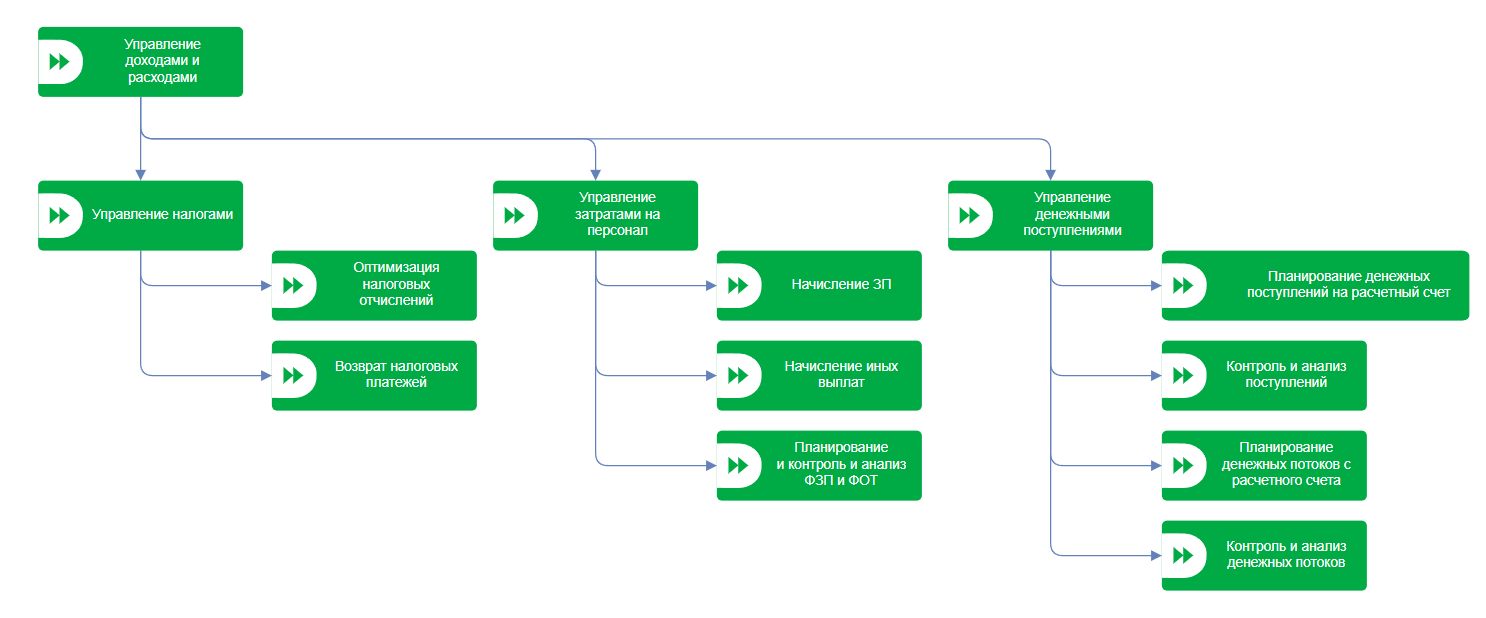 Управление
доходами и
расходами
Управление налогами
Управление
затратами на
персонал
Управление
денежными
поступлениями
Оптимизация
налоговых
отчислений
Возврат налоговых
платежей
Начисление ЗП
Начисление иных
выплат
Планирование
и контроль и анализ
ФЗП и ФОТ
Планирование денежных
поступлений на расчетный счет
Контроль и анализ
поступлений
Планирование
денежных потоков с
расчетного счета
Контроль и анализ
денежных потоков